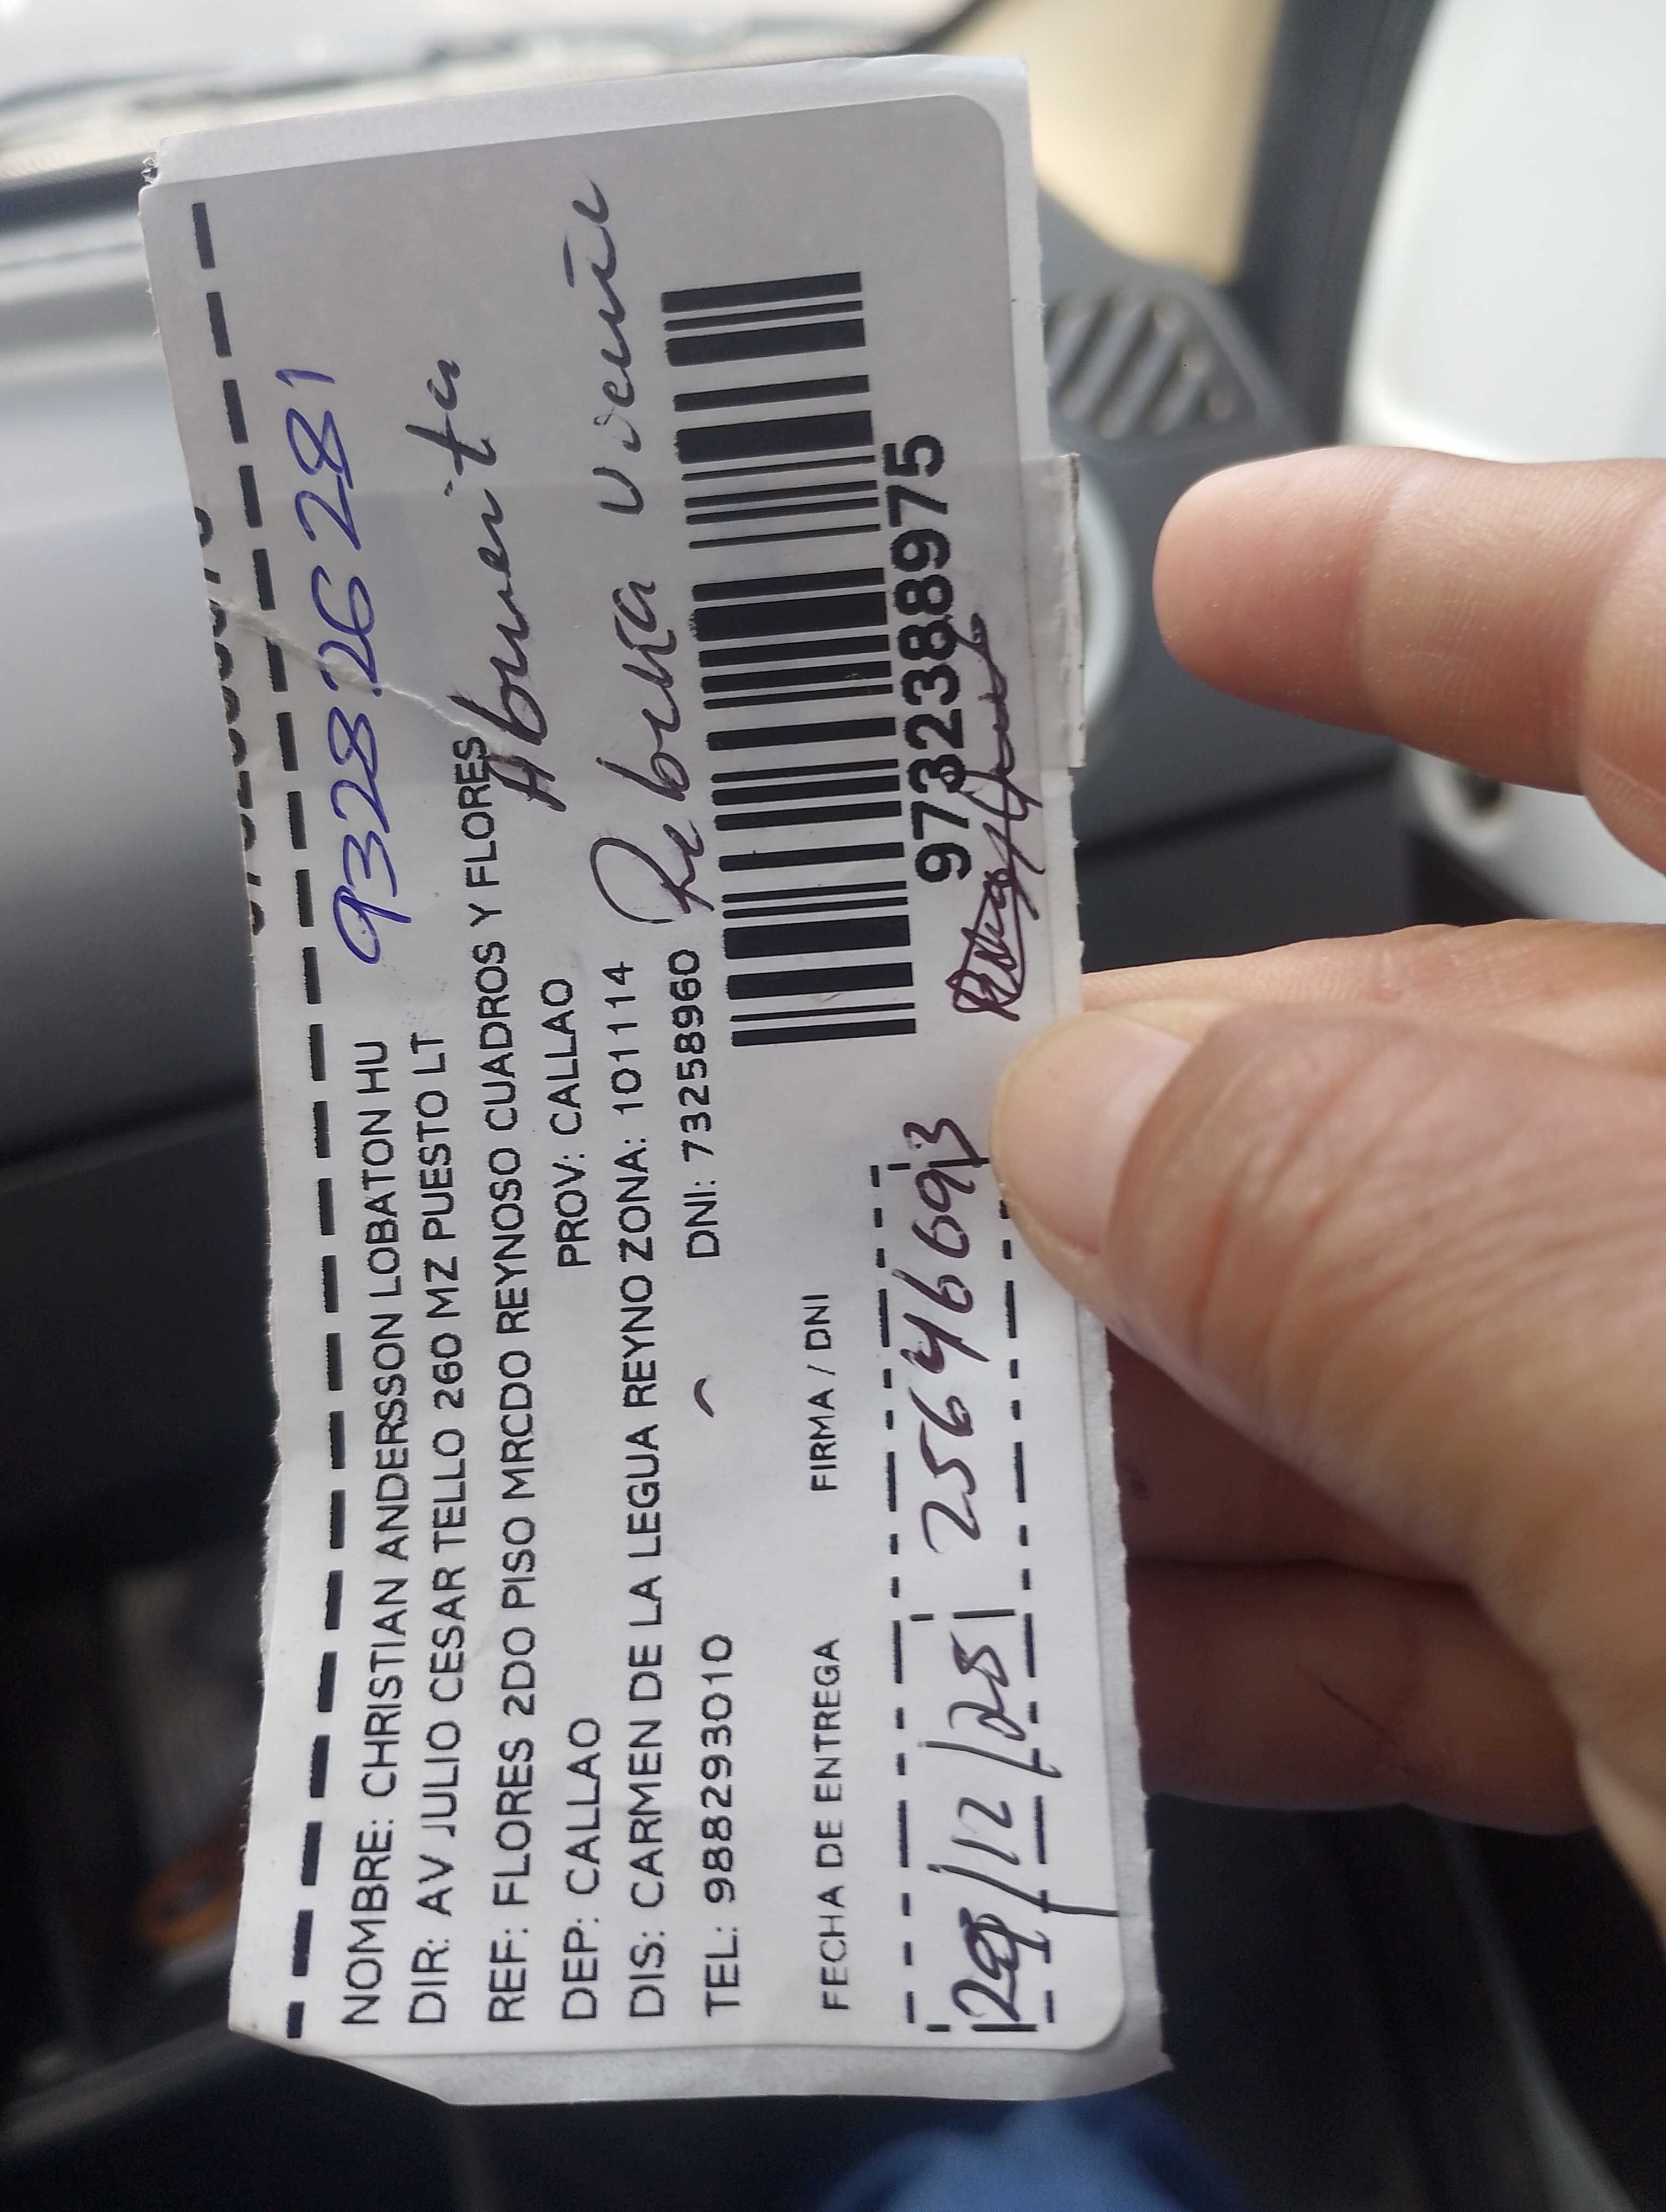 932826281
NOMBRE: CHRISTIAN ANDERSSON LOBATON HU
DIR: AV JULIO CESAR TELLO 260 MZ PUESTO LT
REF: FLORES 2DO PISO MRCDO REYNOSO CUADROS Y FLORES
Abuerita
DEP: CALLAO PROV: CALLAO
DIS: CARMEN DE LA LEGUA REYNO ZONA: 101114
TEL: 988293010 DNI: 73258960
9732388975
FECHA DE ENTREGA FIRMA / DNI
29/12/25 25646693